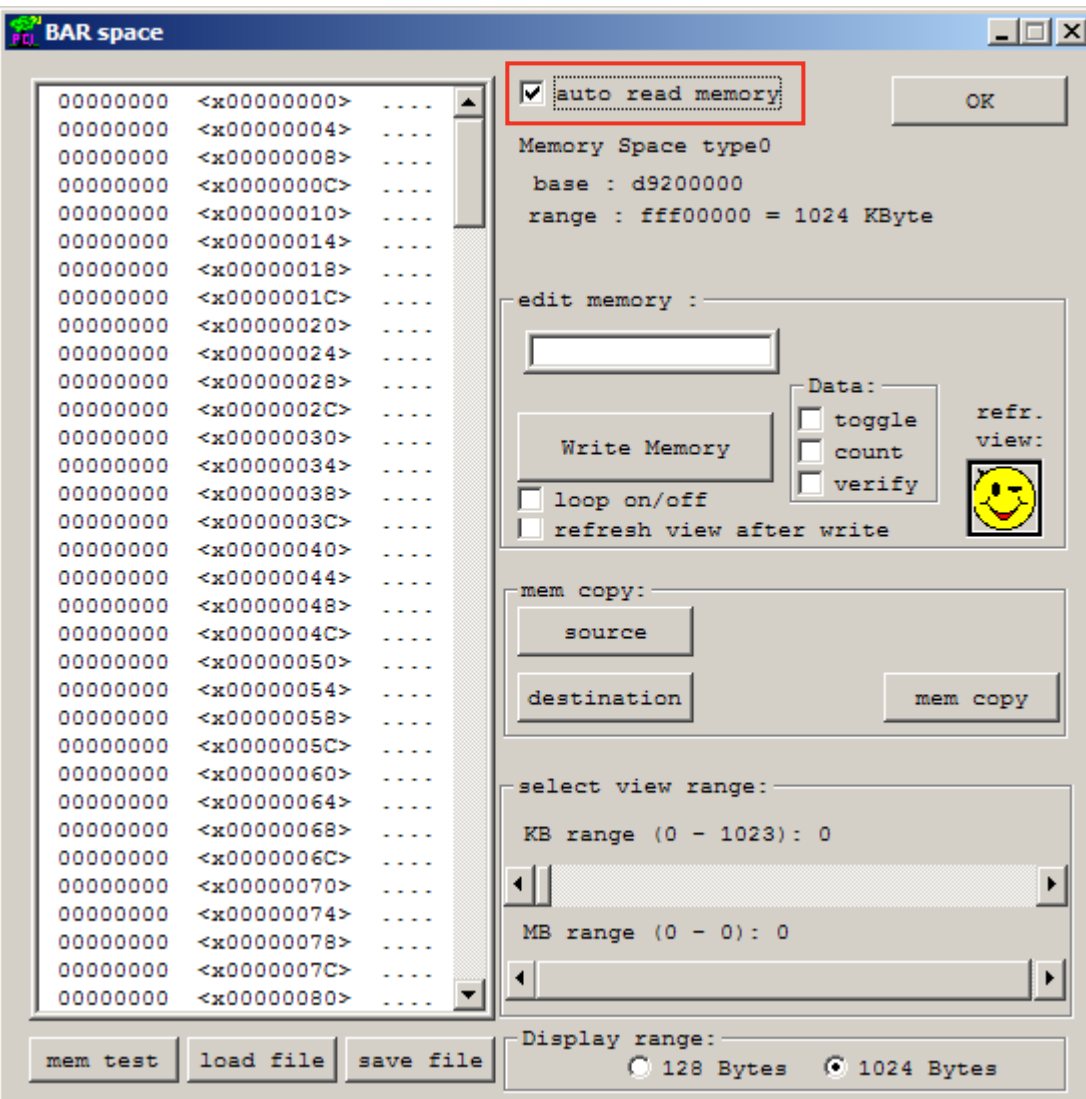 BAR space
00000000 <x00000000> ....
00000000 <x00000004> ....
00000000 <x00000008> ....
00000000 <x0000000C> ....
00000000 <x00000010> ....
00000000 <x00000014> ....
00000000 <x00000018> ....
00000000 <x0000001C> ....
00000000 <x00000020> ....
00000000 <x00000024> ....
00000000 <x00000028> ....
00000000 <x0000002C> ....
00000000 <x00000030> ....
00000000 <x00000034> ....
00000000 <x00000038> ....
00000000 <x0000003C> ....
00000000 <x00000040> ....
00000000 <x00000044> ....
00000000 <x00000048> ....
00000000 <x0000004C> ....
00000000 <x00000050> ....
00000000 <x00000054> ....
00000000 <x00000058> ....
00000000 <x0000005C> ....
00000000 <x00000060> ....
00000000 <x00000064> ....
00000000 <x00000068> ....
00000000 <x0000006C> ....
00000000 <x00000070> ....
00000000 <x00000074> ....
00000000 <x00000078> ....
00000000 <x0000007C> ....
00000000 <x00000080> ....
mem test
load file
save file
auto read memory
OK
Memory Space type0
base : d9200000
range : fff00000 = 1024 KByte
edit memory :
Write Memory
loop on/off
refresh view after write
Data:
toggle
count
verify
refr.
view:
mem copy:
source
destination
mem copy
select view range:
KB range (0 - 1023): 0
MB range (0 - 0): 0
Display range:
128 Bytes
1024 Bytes